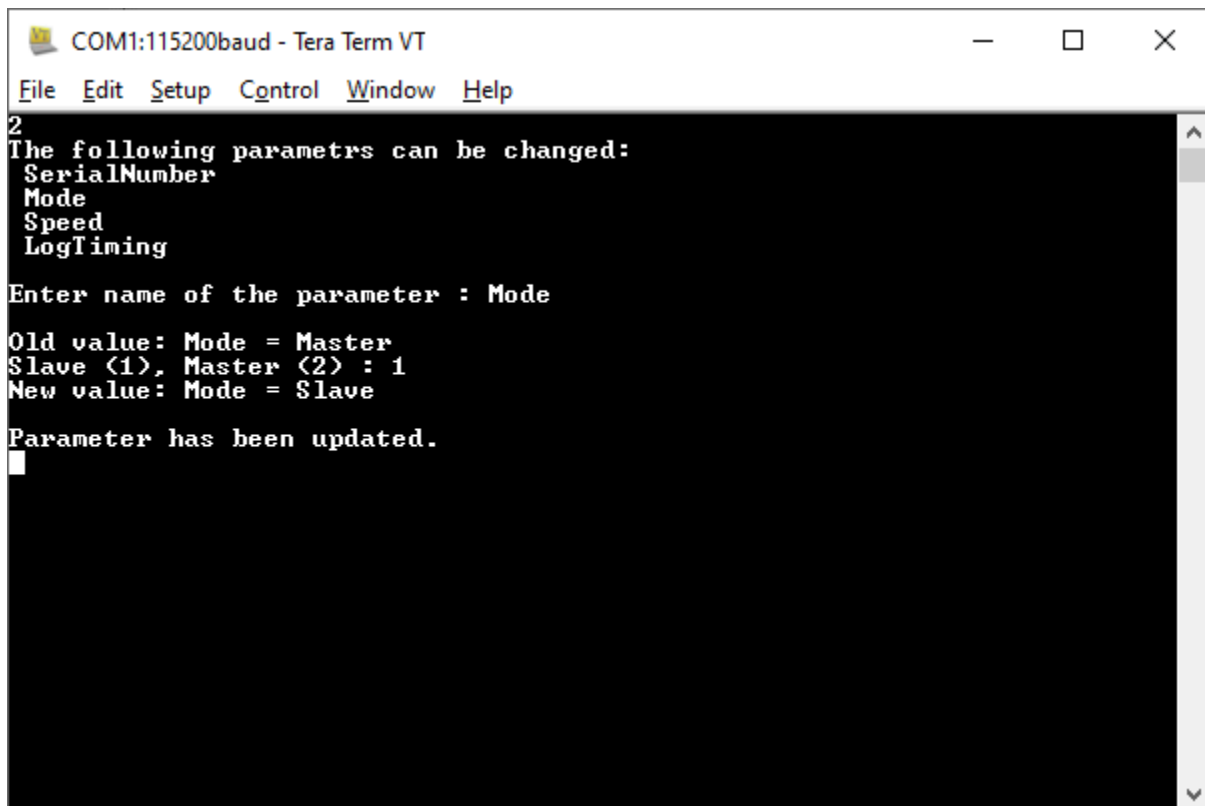 COM1:115200baud - Tera Term VT
File Edit Setup Control Window Help
2
The following parametrs can be changed:
SerialNumber
Mode
Speed
LogTiming
Enter name of the parameter : Mode
Old value: Mode = Master
Slave (1), Master (2) : 1
New value: Mode = Slave
Parameter has been updated.